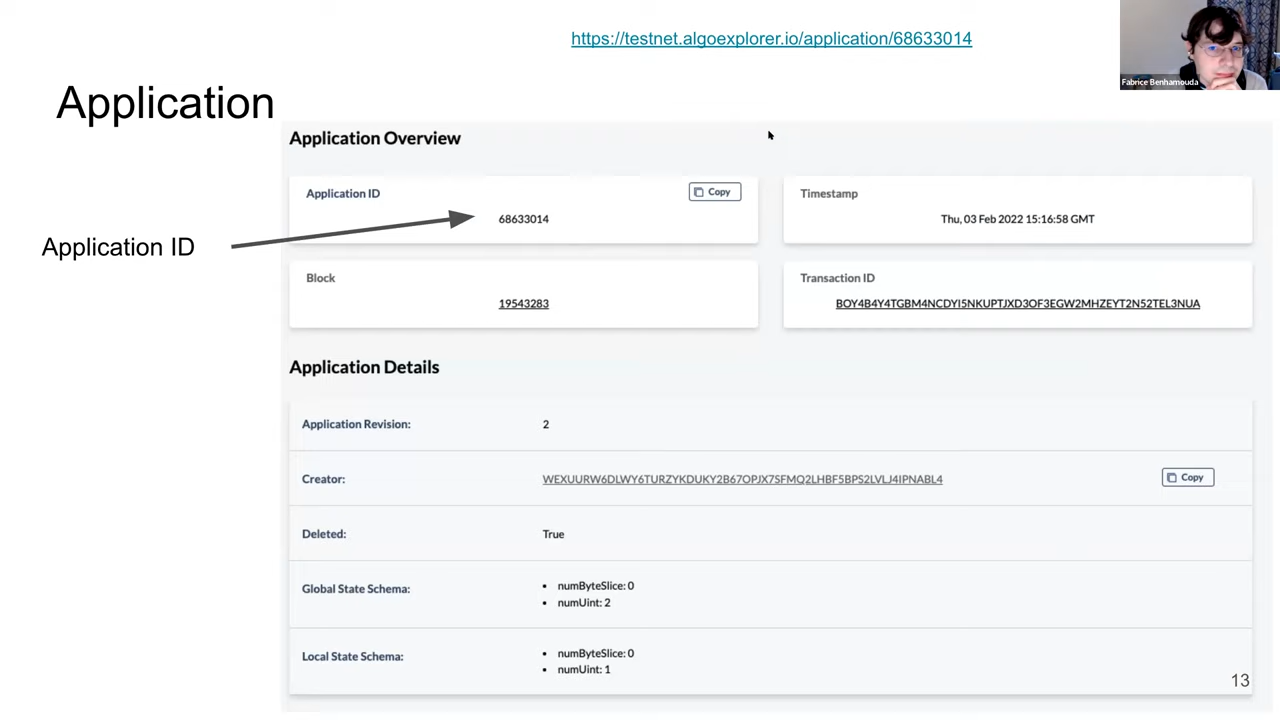 https://testnet.algoexplorer.io/application/68633014
Fabrice Benhamouda
Application
Application Overview
Application ID
Copy
68633014
Timestamp
Thu, 03 Feb 2022 15:16:58 GMT
Application ID
Block
19543283
Transaction ID
BOY4B4Y4TGBM4NCDYI5NKUPTJXD3OF3EGW2MHZEYT2N52TEL3NUA
Application Details
Application Revision:
2
Creator:
WEXUURW6DLWY6TURZYKDUKY2B67OPJX7SFMQ2LHBF5BPS2LVLJ4IPNABL4
Copy
Deleted:
True
Global State Schema:
• numByteSlice: 0
• numUint: 2
Local State Schema:
• numByteSlice: 0
• numUint: 1
13